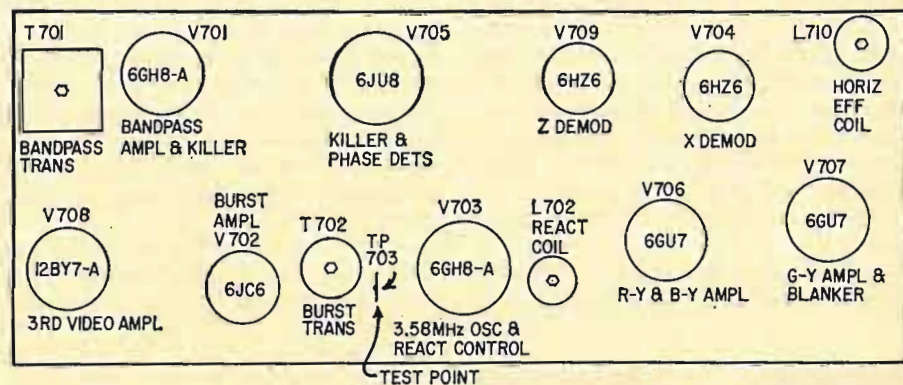 T701
V701
6GH8-A
BANDPASS
AMPL & KILLER
BANDPASS
TRANS
V705
6JU8
KILLER &
PHASE DETS
V709
6HZ6
Z DEMOD
V704
6HZ6
X DEMOD
L710
HORIZ
EFF
COIL
V708
12BY7-A
3RD VIDEO AMPL
BURST
AMPL
V702
6JC6
T702
BURST
TRANS
TP
703
V703
6GH8-A
3.58MHz OSC &
REACT CONTROL
L702
REACT
COIL
V706
6GU7
R-Y & B-Y AMPL
V707
6GU7
G-Y AMPL &
BLANKER
TEST POINT